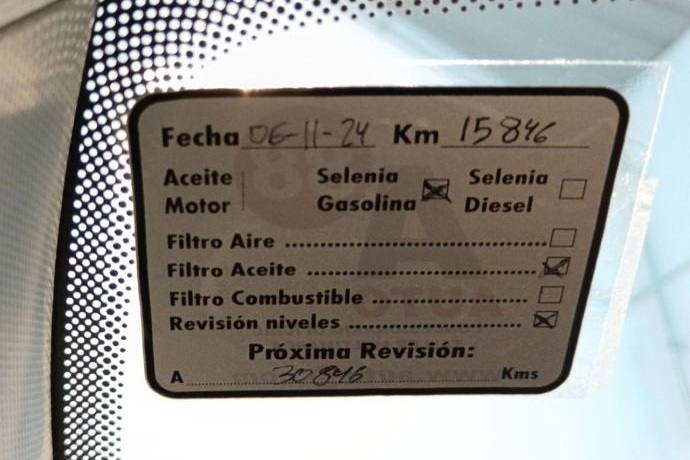 Fecha 06-11-24 Km 15846
Aceite Motor Selenia Gasolina Selenia Diesel
Filtro Aire
Filtro Aceite
Filtro Combustible
Revisión niveles
Próxima Revisión:
A 30846 Kms